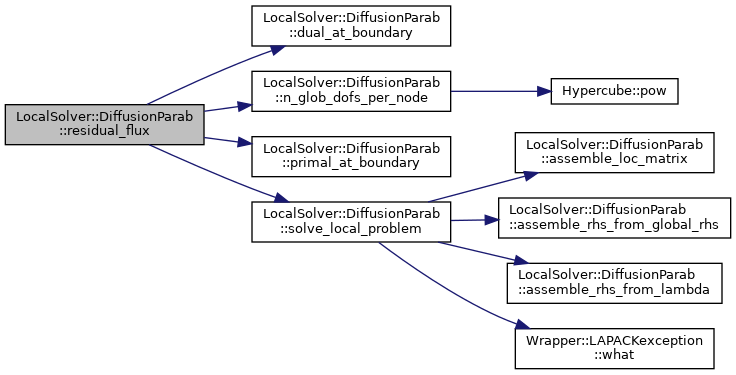 LocalSolver::DiffusionParab
::residual_flux
LocalSolver::DiffusionParab
::dual_at_boundary
LocalSolver::DiffusionParab
::n_glob_dofs_per_node
LocalSolver::DiffusionParab
::primal_at_boundary
LocalSolver::DiffusionParab
::solve_local_problem
Hypercube::pow
LocalSolver::DiffusionParab
::assemble_loc_matrix
LocalSolver::DiffusionParab
::assemble_rhs_from_global_rhs
LocalSolver::DiffusionParab
::assemble_rhs_from_lambda
Wrapper::LAPACKexception
::what